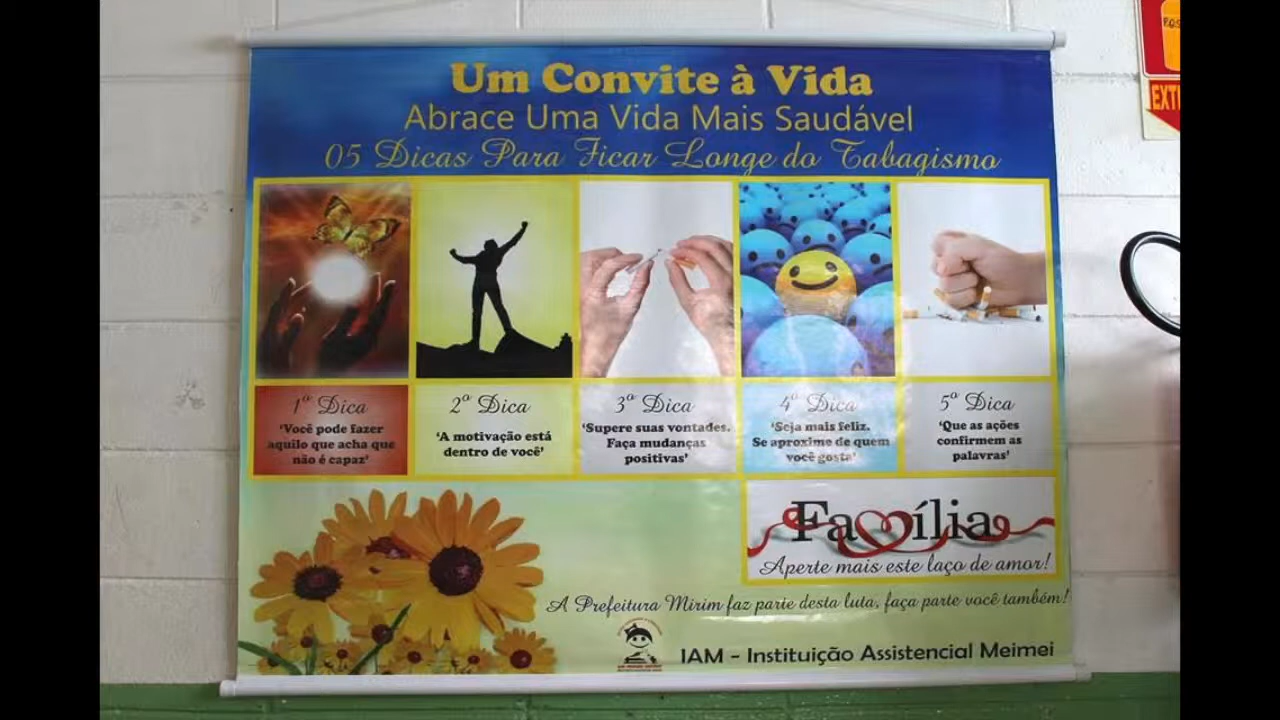 Um Convite à Vida
Abrace Uma Vida Mais Saudável
05 Dicas Para Ficar Longe do Tabagismo
1ª Dica
'Você pode fazer
aquilo que acha que
não é capaz'
2ª Dica
'A motivação está
dentro de você'
3ª Dica
'Supere suas vontades.
Faça mudanças
positivas'
4ª Dica
'Seja mais feliz.
Se aproxime de quem
você gosta'
5ª Dica
'Que as ações
confirmem as
palavras'
Família
Aperte mais este laço de amor!
A Prefeitura Mirim faz parte desta luta, faça parte você também!
IAM - Instituição Assistencial Meimei